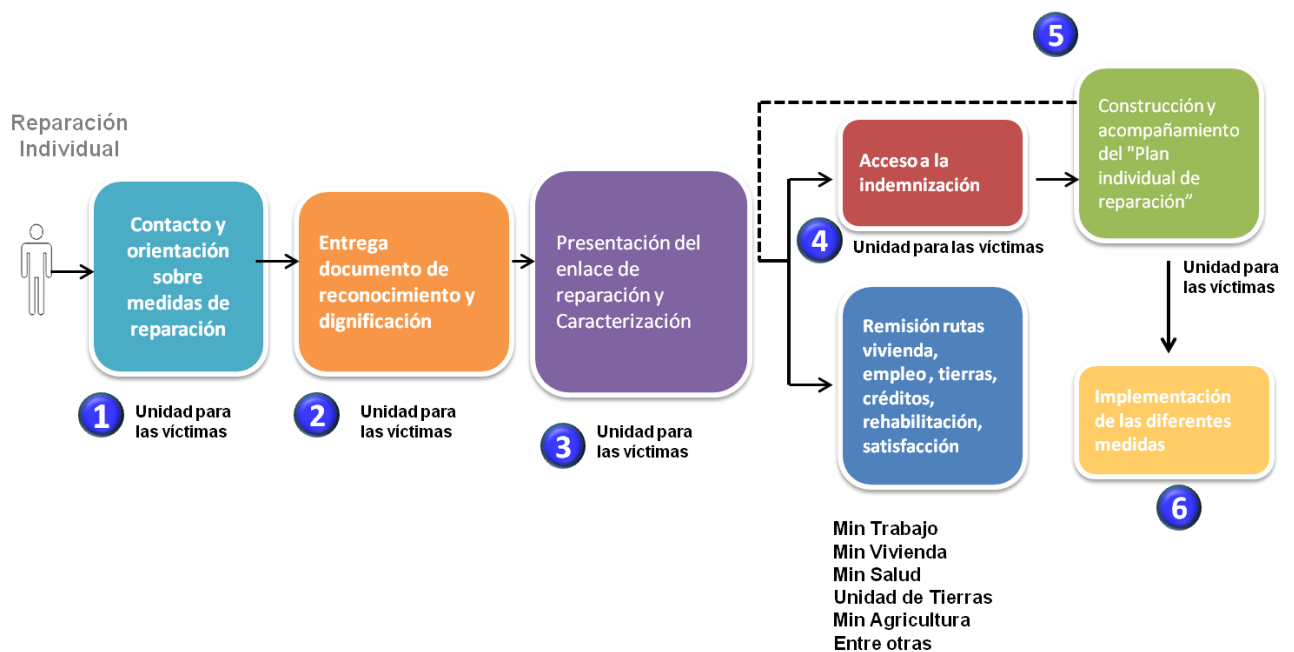 Reparación
Individual
Contacto y
orientación
sobre
medidas de
reparación
1
Unidad para
las víctimas
Entrega
documento de
reconocimiento y
dignificación
2
Unidad para
las víctimas
Presentación del
enlace de
reparación y
Caracterización
3
Unidad para
las víctimas
Acceso a la
indemnización
4
Unidad para las víctimas
Remisión rutas
vivienda,
empleo , tierras,
créditos,
rehabilitación,
satisfacción
Min Trabajo
Min Vivienda
Min Salud
Unidad de Tierras
Min Agricultura
Entre otras
5
Construcción y
acompañamiento
del "Plan
individual de
reparación”
Unidad para
las víctimas
Implementación
de las diferentes
medidas
6